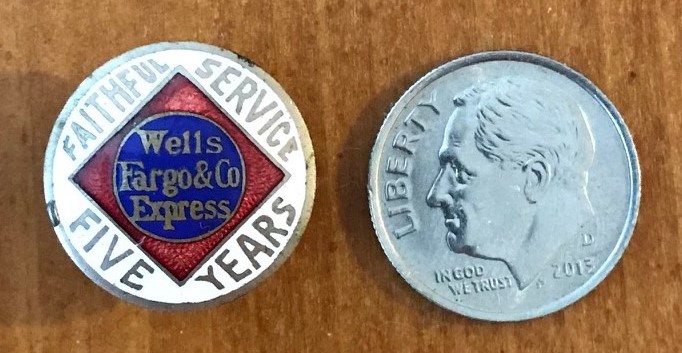 FAITHFUL SERVICE
Wells
Fargo & Co
Express
FIVE YEARS
LIBERTY
IN GOD
WE TRUST
D
2013